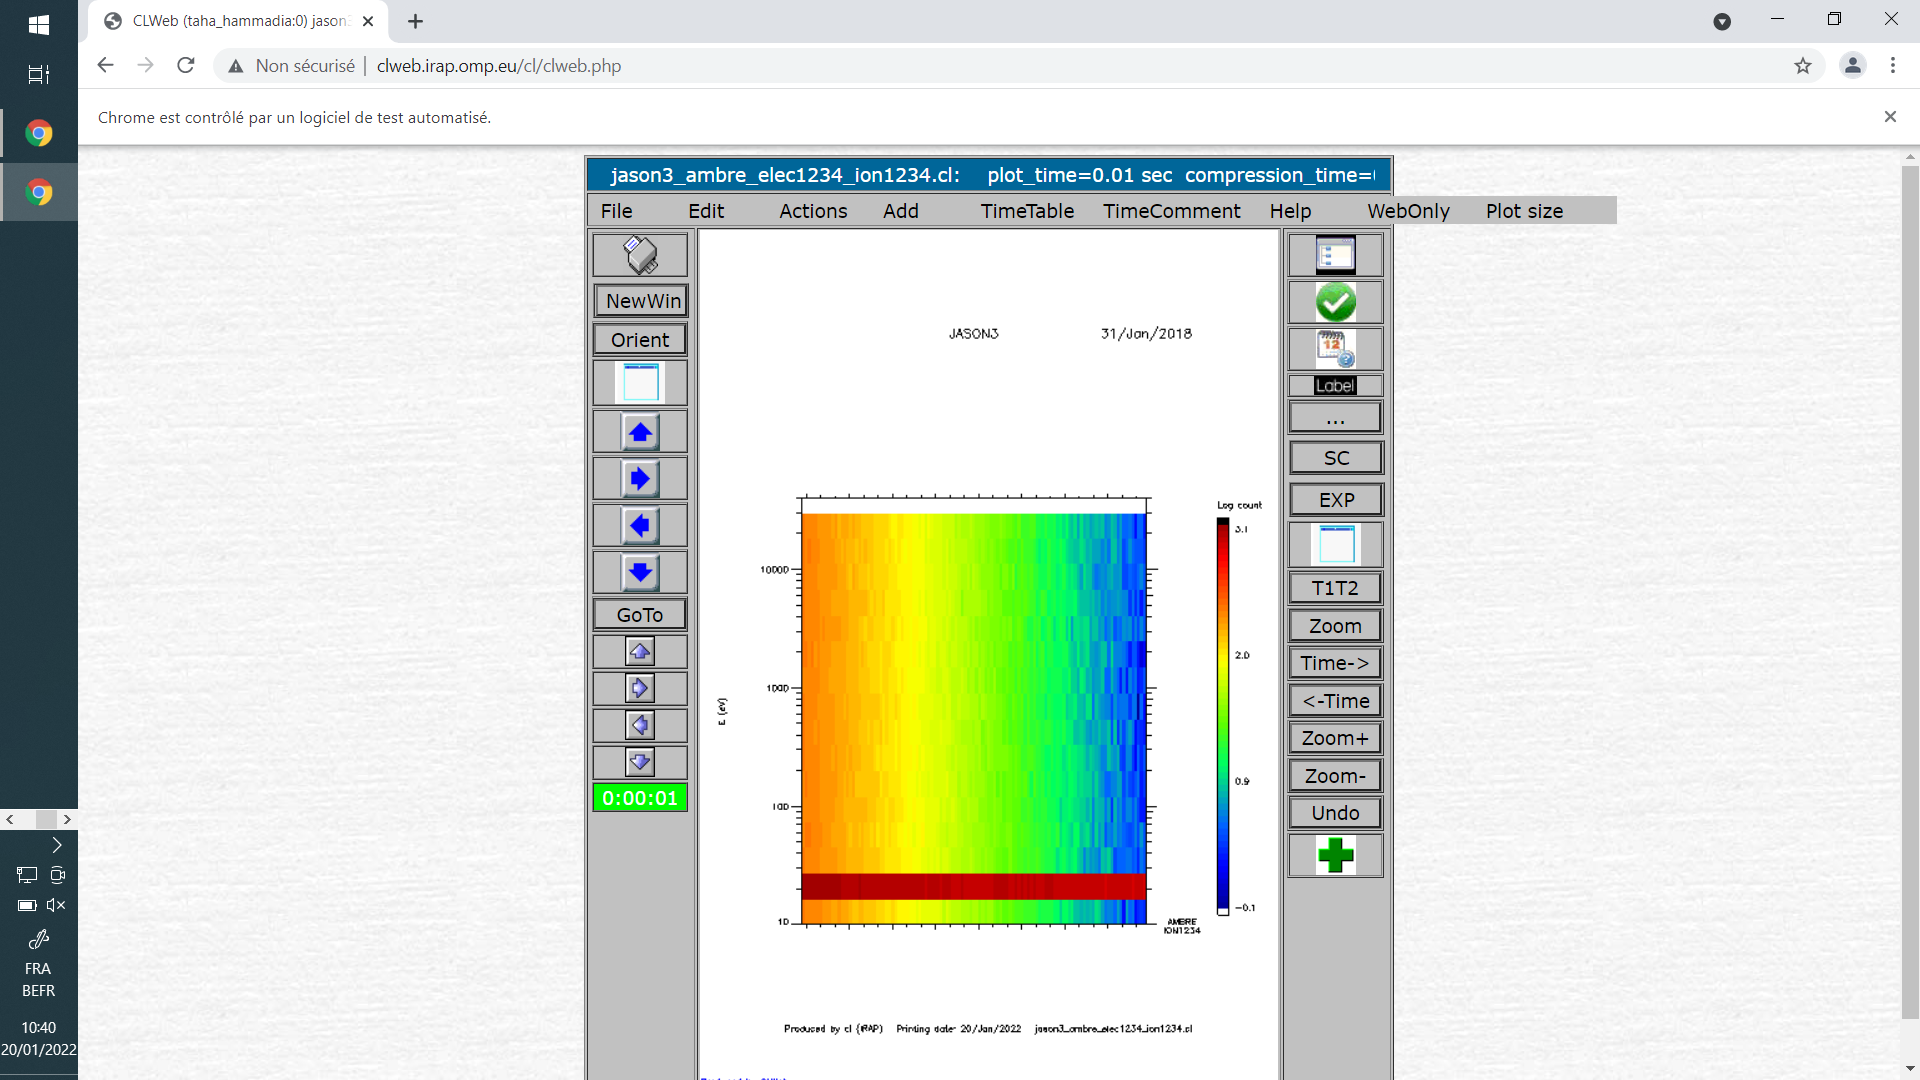 CLWeb (taha_hammadia:0) jason3
Non sécurisé | clweb.irap.omp.eu/cl/clweb.php
Chrome est contrôlé par un logiciel de test automatisé.
jason3_ambre_elec1234_ion1234.cl: plot_time=0.01 sec compression_time=
File Edit Actions Add TimeTable TimeComment Help WebOnly Plot size
NewWin
Orient
GoTo
0:00:01
JASON3 31/Jan/2018
Log count
3.1
2.0
0.9
-0.1
10000
1000
100
10
E (eV)
AMBRE
ION1234
Produced by cl (IRAP) Printing date: 20/Jan/2022 jason3_ambre_elec1234_ion1234.cl
12
Label
...
SC
EXP
T1T2
Zoom
Time->
<-Time
Zoom+
Zoom-
Undo
FRA
BEFR
10:40
20/01/2022